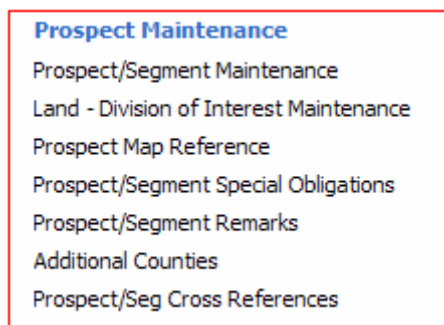 Prospect Maintenance
Prospect/Segment Maintenance
Land - Division of Interest Maintenance
Prospect Map Reference
Prospect/Segment Special Obligations
Prospect/Segment Remarks
Additional Counties
Prospect/Seg Cross References